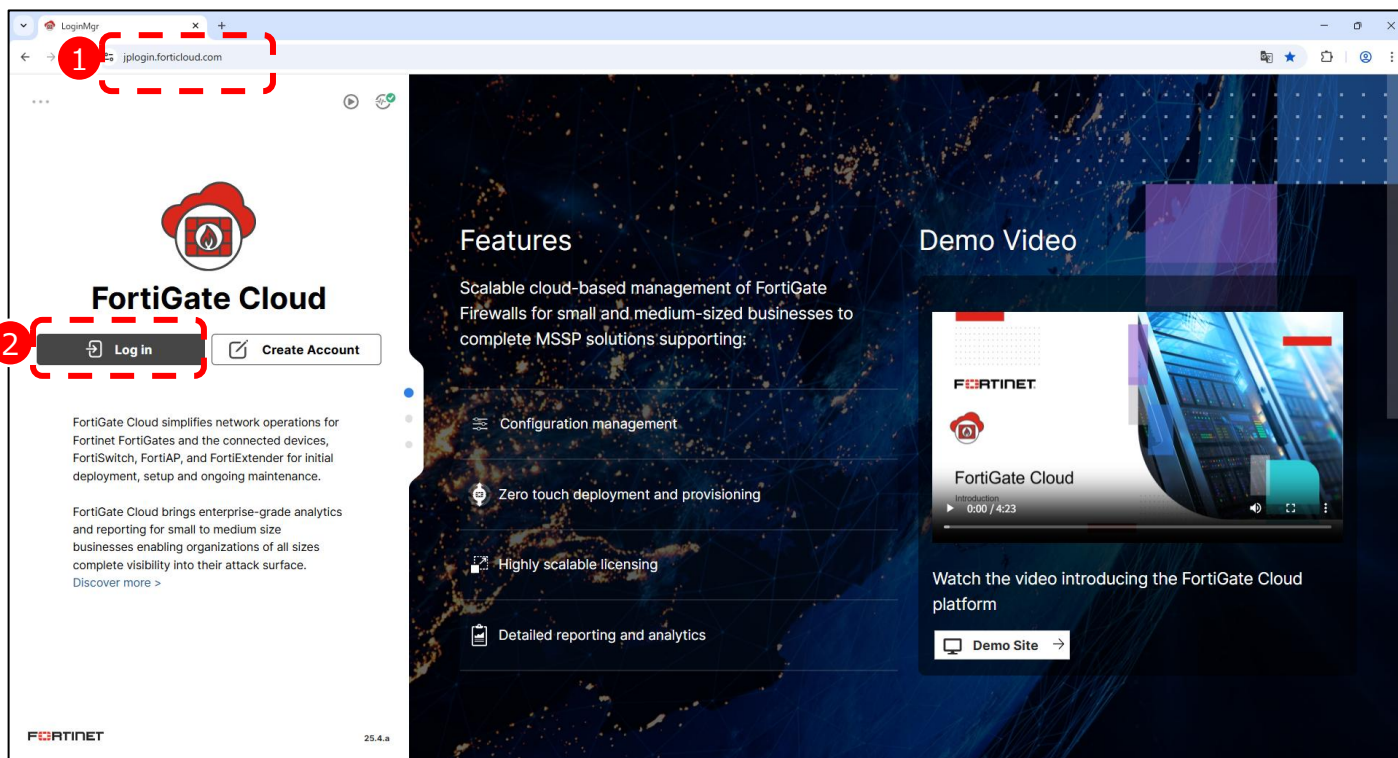 LoginMgr
1
jplogin.forticloud.com
FortiGate Cloud
2
Log in
Create Account
FortiGate Cloud simplifies network operations for
Fortinet FortiGates and the connected devices,
FortiSwitch, FortiAP, and FortiExtender for initial
deployment, setup and ongoing maintenance.
FortiGate Cloud brings enterprise-grade analytics
and reporting for small to medium size
businesses enabling organizations of all sizes
complete visibility into their attack surface.
Discover more >
FORTINET
25.4.a
Features
Scalable cloud-based management of FortiGate
Firewalls for small and medium-sized businesses to
complete MSSP solutions supporting:
Configuration management
Zero touch deployment and provisioning
Highly scalable licensing
Detailed reporting and analytics
Demo Video
FORTINET
FortiGate Cloud
Introduction
0:00 / 4:23
Watch the video introducing the FortiGate Cloud
platform
Demo Site